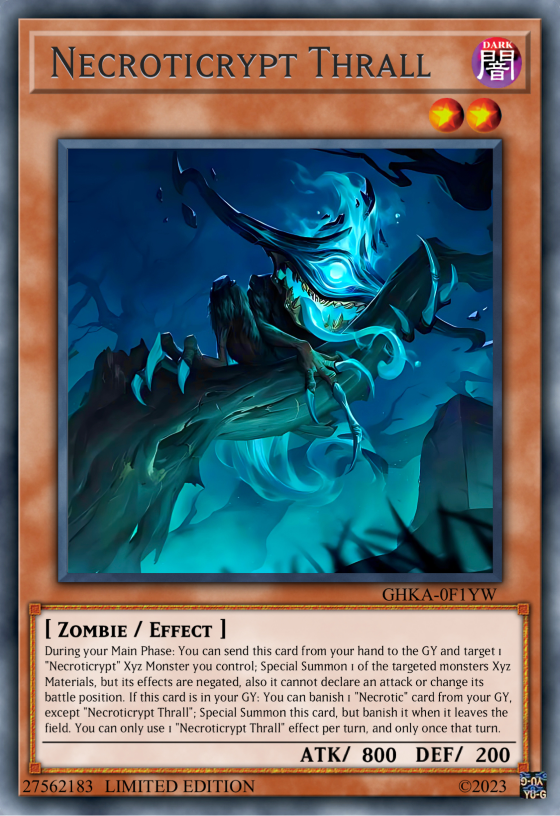 Necroticrypt Thrall
DARK
闇
GHKA-0F1YW
[ Zombie / Effect ]
During your Main Phase: You can send this card from your hand to the GY and target 1
"Necroticrypt" Xyz Monster you control; Special Summon 1 of the targeted monsters Xyz
Materials, but its effects are negated, also it cannot declare an attack or change its
battle position. If this card is in your GY: You can banish 1 "Necrotic" card from your GY,
except "Necroticrypt Thrall"; Special Summon this card, but banish it when it leaves the
field. You can only use 1 "Necroticrypt Thrall" effect per turn, and only once that turn.
ATK/ 800 DEF/ 200
27562183 LIMITED EDITION ©2023